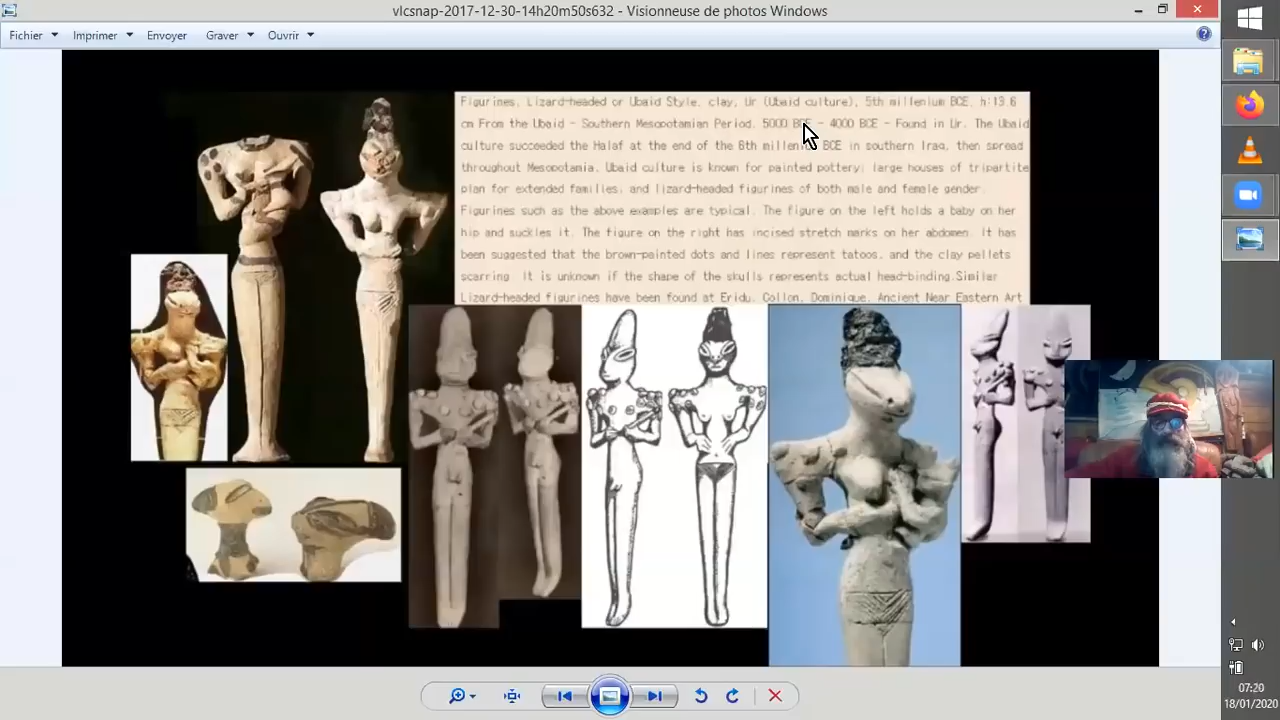 vlcsnap-2017-12-30-14h20m50s632 - Visionneuse de photos Windows
Fichier Imprimer Envoyer Graver Ouvrir
Figurines, Lizard-headed or Ubaid Style, clay, Ur (Ubaid culture), 5th millenium BCE, h:13.6
cm From the Ubaid - Southern Mesopotamian Period, 5000 BCE - 4000 BCE - Found in Ur. The Ubaid
culture succeeded the Halaf at the end of the 6th millenium BCE in southern Iraq, then spread
throughout Mesopotamia. Ubaid culture is known for painted pottery; large houses of tripartite
plan for extended families, and lizard-headed figurines of both male and female gender.
Figurines such as the above examples are typical. The figure on the left holds a baby on her
hip and suckles it. The figure on the right has incised stretch marks on her abdomen. It has
been suggested that the brown-painted dots and lines represent tatoos, and the clay pellets
scarring. It is unknown if the shape of the skulls represents actual head-binding.Similar
Lizard-headed figurines have been found at Eridu. Collon, Dominique, Ancient Near Eastern Art
07:20
18/01/2020